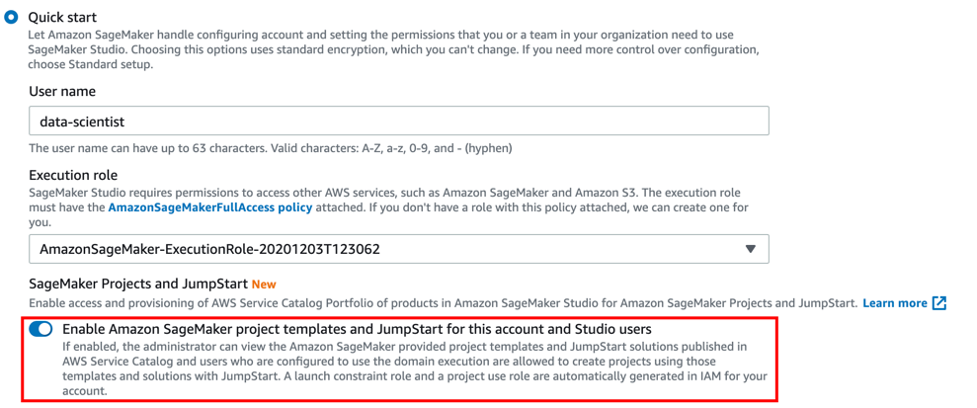 Quick start
Let Amazon SageMaker handle configuring account and setting the permissions that you or a team in your organization need to use
SageMaker Studio. Choosing this options uses standard encryption, which you can't change. If you need more control over configuration,
choose Standard setup.
User name
data-scientist
The user name can have up to 63 characters. Valid characters: A-Z, a-z, 0-9, and - (hyphen)
Execution role
SageMaker Studio requires permissions to access other AWS services, such as Amazon SageMaker and Amazon S3. The execution role
must have the AmazonSageMakerFullAccess policy attached. If you don't have a role with this policy attached, we can create one for
you.
AmazonSageMaker-ExecutionRole-20201203T123062
SageMaker Projects and JumpStart New
Enable access and provisioning of AWS Service Catalog Portfolio of products in Amazon SageMaker Studio for Amazon SageMaker Projects and JumpStart. Learn more
Enable Amazon SageMaker project templates and JumpStart for this account and Studio users
If enabled, the administrator can view the Amazon SageMaker provided project templates and JumpStart solutions published in
AWS Service Catalog and users who are configured to use the domain execution are allowed to create projects using those
templates and solutions with JumpStart. A launch constraint role and a project use role are automatically generated in IAM for your
account.